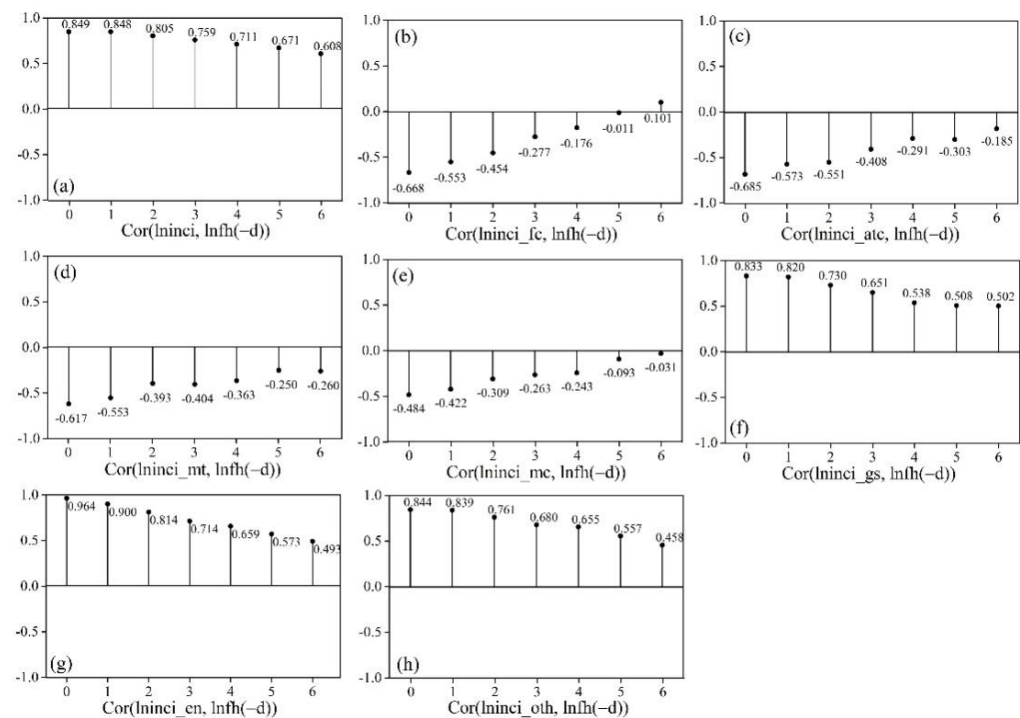 (a)
1.0
0.5
0.0
-0.5
-1.0
0.849 0.848 0.805 0.759 0.711 0.671 0.608
0 1 2 3 4 5 6
Cor(lninci, lnfh(−d))
(b)
1.0
0.5
0.0
-0.5
-1.0
-0.668 -0.553 -0.454 -0.277 -0.176 -0.011 0.101
0 1 2 3 4 5 6
Cor(lninci_fc, lnfh(−d))
(c)
1.0
0.5
0.0
-0.5
-1.0
-0.685 -0.573 -0.551 -0.408 -0.291 -0.303 -0.185
0 1 2 3 4 5 6
Cor(lninci_atc, lnfh(−d))
(d)
1.0
0.5
0.0
-0.5
-1.0
-0.617 -0.553 -0.393 -0.404 -0.363 -0.250 -0.260
0 1 2 3 4 5 6
Cor(lninci_mt, lnfh(−d))
(e)
1.0
0.5
0.0
-0.5
-1.0
-0.484 -0.422 -0.309 -0.263 -0.243 -0.093 -0.031
0 1 2 3 4 5 6
Cor(lninci_mc, lnfh(−d))
(f)
1.0
0.5
0.0
-0.5
-1.0
0.833 0.820 0.730 0.651 0.538 0.508 0.502
0 1 2 3 4 5 6
Cor(lninci_gs, lnfh(−d))
(g)
1.0
0.5
0.0
-0.5
-1.0
0.964 0.900 0.814 0.714 0.659 0.573 0.493
0 1 2 3 4 5 6
Cor(lninci_en, lnfh(−d))
(h)
1.0
0.5
0.0
-0.5
-1.0
0.844 0.839 0.761 0.680 0.655 0.557 0.458
0 1 2 3 4 5 6
Cor(lninci_oth, lnfh(−d))